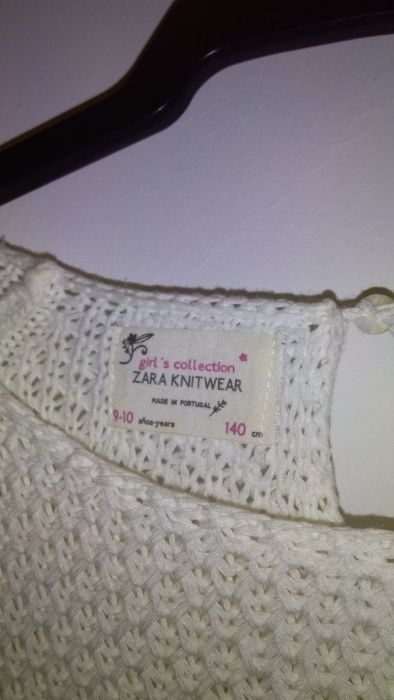 girl´s collection
ZARA KNITWEAR
MADE IN PORTUGAL
9-10 años-years 140 cm